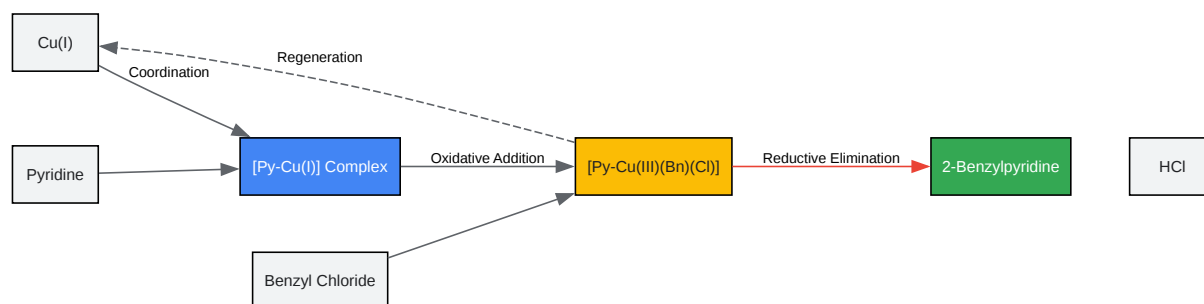 Cu(I)
Regeneration
Coordination
Pyridine
[Py-Cu(I)] Complex
Oxidative Addition
[Py-Cu(III)(Bn)(Cl)]
Reductive Elimination
2-Benzylpyridine
HCl
Benzyl Chloride